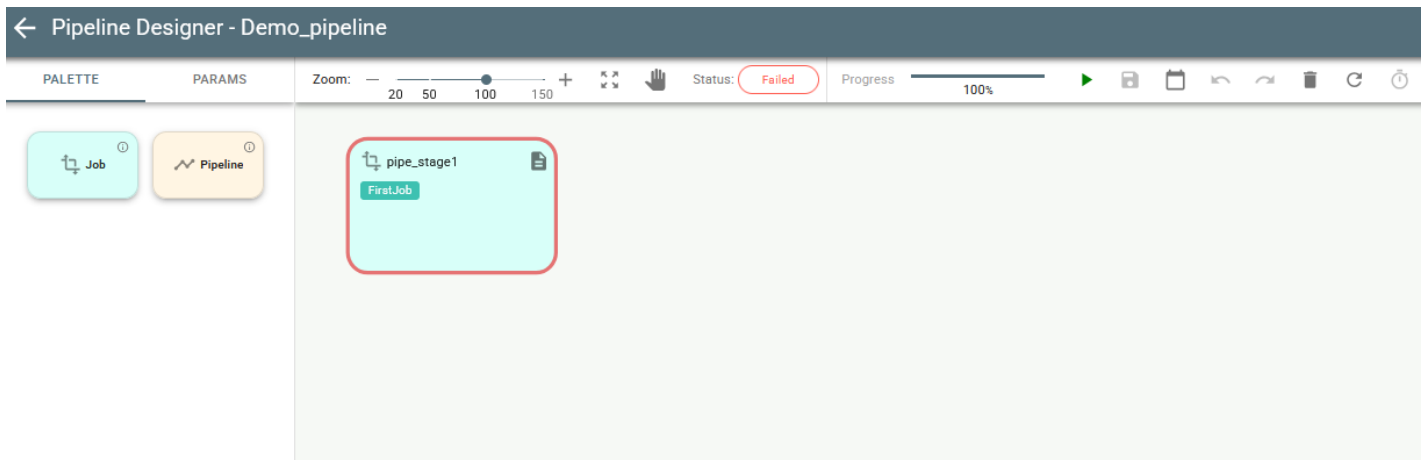 Pipeline Designer - Demo_pipeline
PALETTE PARAMS Zoom: 20 50 100 150 Status: Failed Progress 100%
Job Pipeline
pipe_stage1
FirstJob